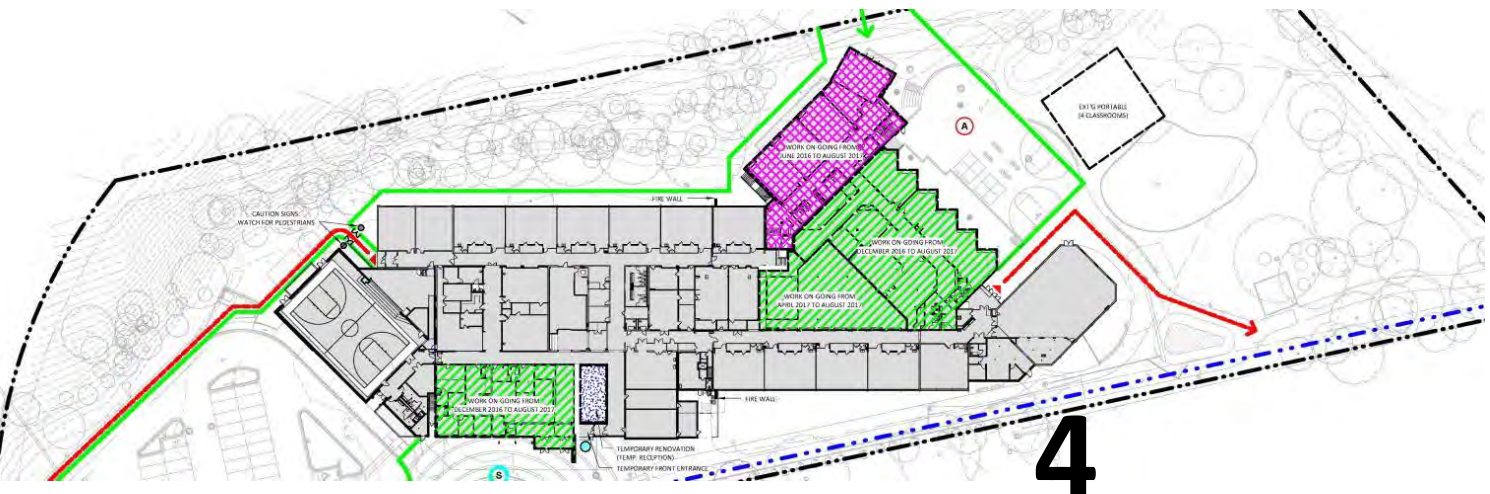 EXT'G PORTABLE
(4 CLASSROOMS)
A
WORK ON-GOING FROM
JUNE 2016 TO AUGUST 2017
FIRE WALL
CAUTION SIGNS:
WATCH FOR PEDESTRIANS
WORK ON-GOING FROM
DECEMBER 2016 TO AUGUST 2017
WORK ON-GOING FROM
APRIL 2017 TO AUGUST 2017
WORK ON-GOING FROM
DECEMBER 2016 TO AUGUST 2017
FIRE WALL
UP
TEMPORARY RENOVATION
(TEMP. RECEPTION)
TEMPORARY FRONT ENTRANCE
S
4